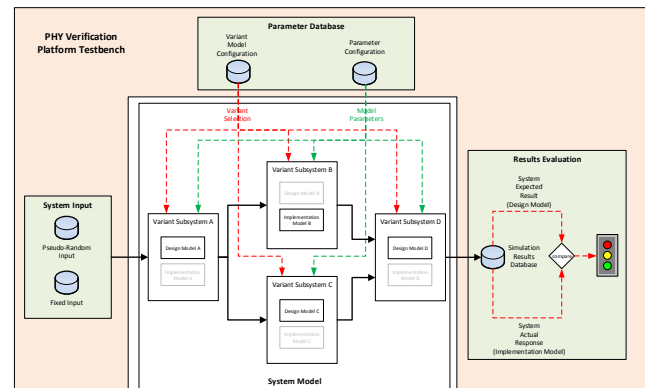 Parameter Database
PHY Verification
Platform Testbench
Variant
Model
Configuration
Parameter
Configuration
Variant
Selection
Model
Parameters
System Input
Pseudo-Random
Input
Fixed Input
Variant Subsystem A
Design Model A
Implementation
Model A
Variant Subsystem B
Design Model B
Implementation
Model B
Variant Subsystem C
Design Model C
Implementation
Model C
Variant Subsystem D
Design Model D
Implementation
Model D
System Model
Results Evaluation
System
Expected
Result
(Design Model)
Simulation
Results
Database
compare
System
Actual
Response
(Implementation Model)